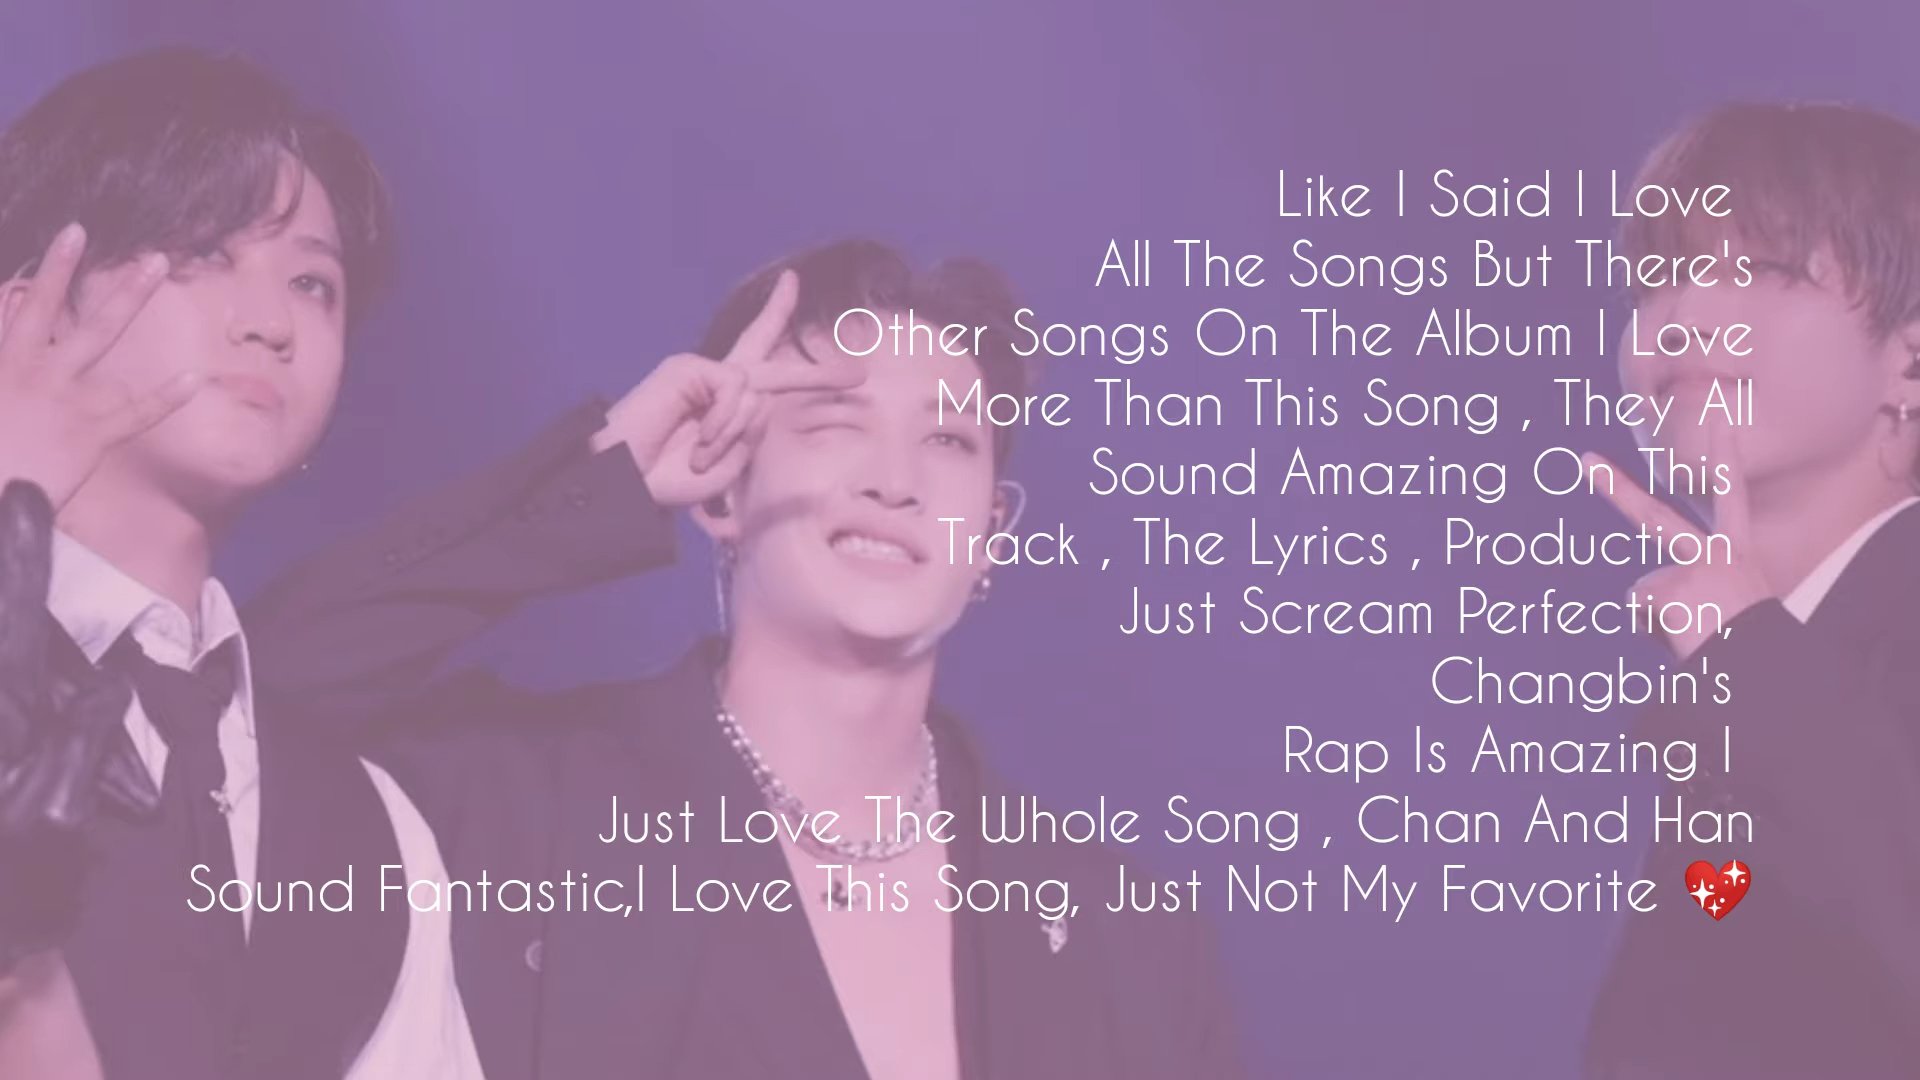 Like I Said I Love
All The Songs But There's
Other Songs On The Album I Love
More Than This Song , They All
Sound Amazing On This
Track , The Lyrics , Production
Just Scream Perfection,
Changbin's
Rap Is Amazing I
Just Love The Whole Song , Chan And Han
Sound Fantastic,I Love This Song, Just Not My Favorite 💖